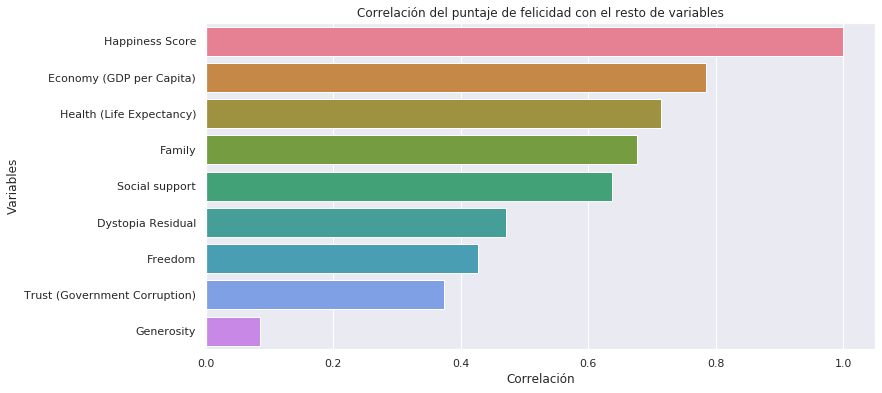 Correlación del puntaje de felicidad con el resto de variables
Happiness Score
Economy (GDP per Capita)
Health (Life Expectancy)
Family
Social support
Dystopia Residual
Freedom
Trust (Government Corruption)
Generosity
Variables
0.0 0.2 0.4 0.6 0.8 1.0
Correlación